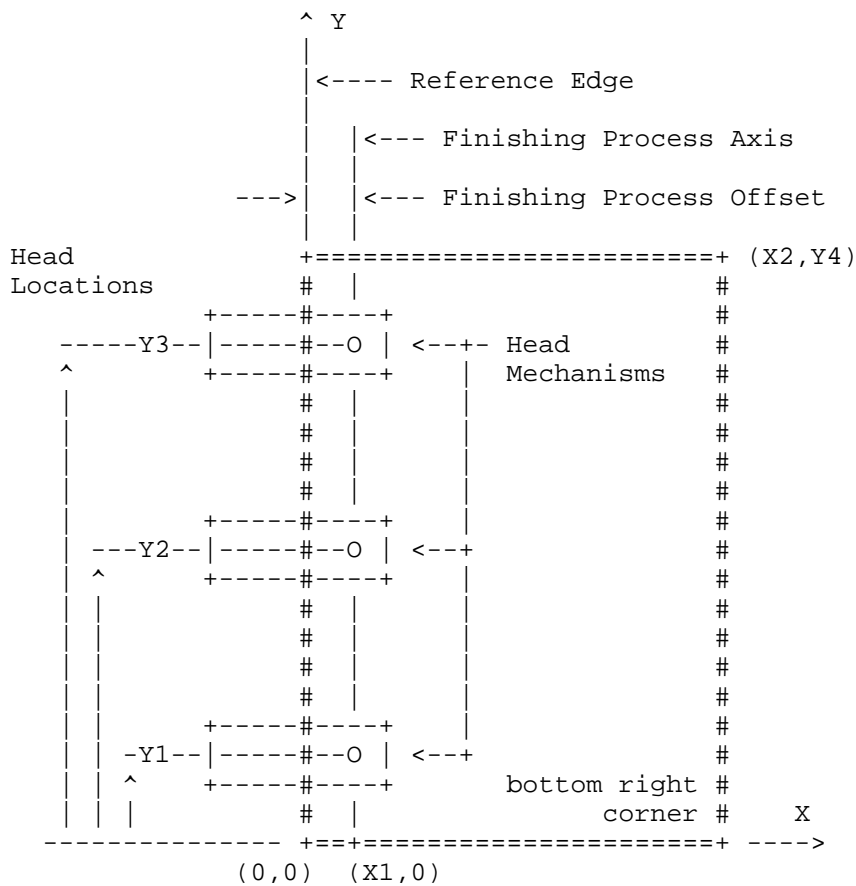 Y
Reference Edge
Finishing Process Axis
Finishing Process Offset
(X2,Y4)
Head
Locations
Y3
Head
Mechanisms
Y2
Y1
bottom right
corner
X
(0,0) (X1,0)